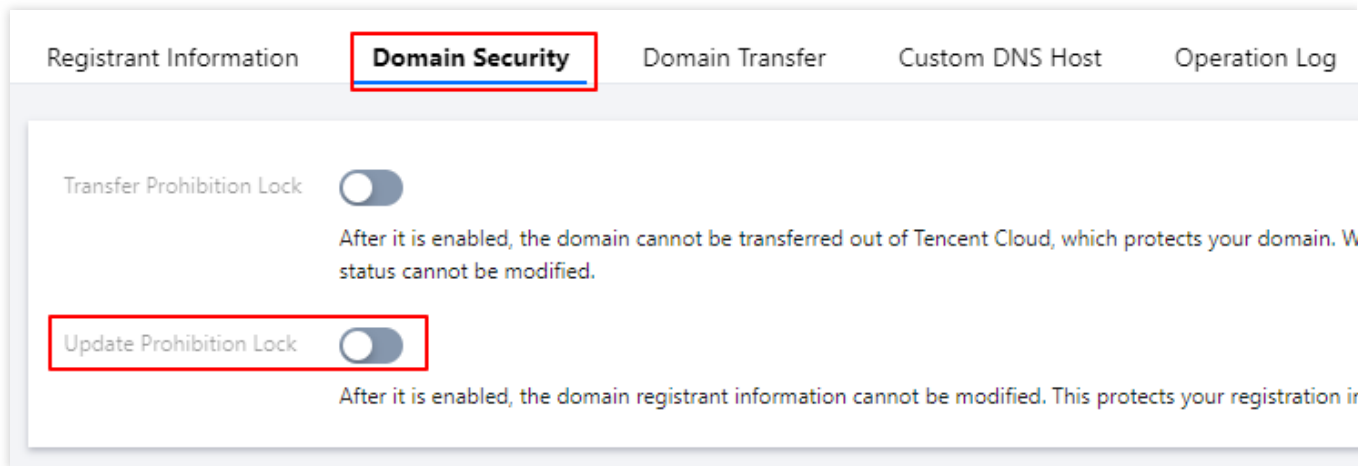 Registrant Information Domain Security Domain Transfer Custom DNS Host Operation Log
Transfer Prohibition Lock
After it is enabled, the domain cannot be transferred out of Tencent Cloud, which protects your domain.
status cannot be modified.
Update Prohibition Lock
After it is enabled, the domain registrant information cannot be modified. This protects your registration